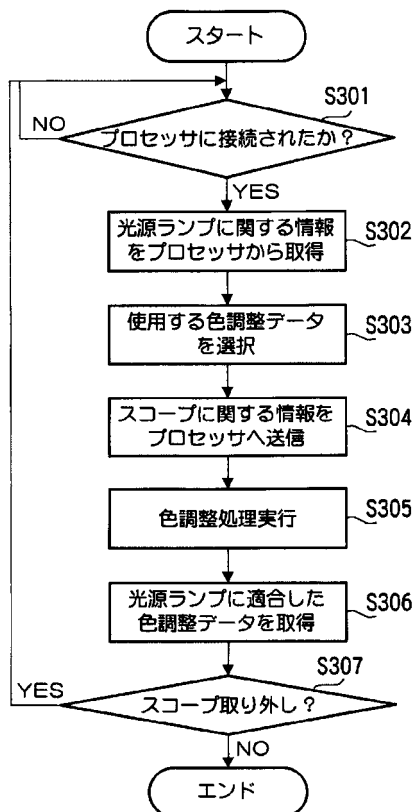 スタート
S301
NO
プロセッサに接続されたか？
YES
光源ランプに関する情報
をプロセッサから取得
S302
使用する色調整データ
を選択
S303
スコープに関する情報を
プロセッサへ送信
S304
色調整処理実行
S305
光源ランプに適合した
色調整データを取得
S306
S307
YES
スコープ取り外し？
NO
エンド